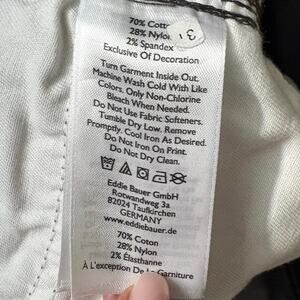 70% Cott
28% Nylon
2% Spandex
Exclusive Of Decoration
Turn Garment Inside Out.
Machine Wash Cold With Like
Colors. Only Non-Chlorine
Bleach When Needed.
Do Not Use Fabric Softeners.
Tumble Dry Low. Remove
Promptly. Cool Iron As Desired.
Do Not Iron On Print.
Do Not Dry Clean.
Eddie Bauer GmbH
Rotwandweg 3a
82024 Taufkirchen
GERMANY
www.eddiebauer.de
70% Coton
28% Nylon
2% Élasthanne
À L'exception De La Garniture